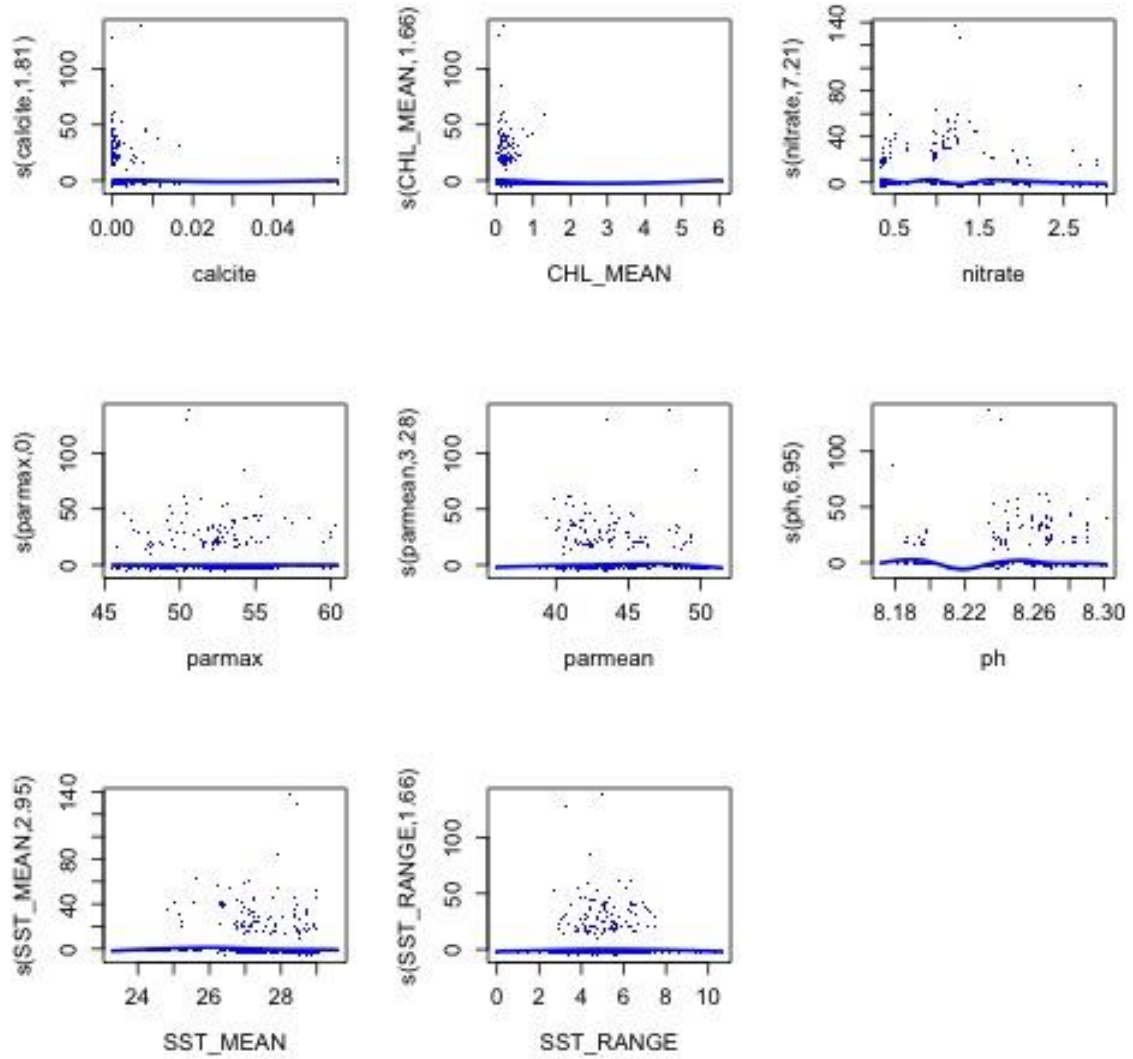 s(calcite,1.81)
0 50 100
0.00 0.02 0.04
calcite
s(CHL_MEAN,1.66)
0 50 100
0 1 2 3 4 5 6
CHL_MEAN
s(nitrate,7.21)
0 40 80 140
0.5 1.5 2.5
nitrate
s(parmax,0)
0 50 100
45 50 55 60
parmax
s(parmean,3.28)
0 50 100
40 45 50
parmean
s(ph,6.95)
0 50 100
8.18 8.22 8.26 8.30
ph
s(SST_MEAN,2.95)
0 40 80 140
24 26 28
SST_MEAN
s(SST_RANGE,1.66)
0 50 100
0 2 4 6 8 10
SST_RANGE